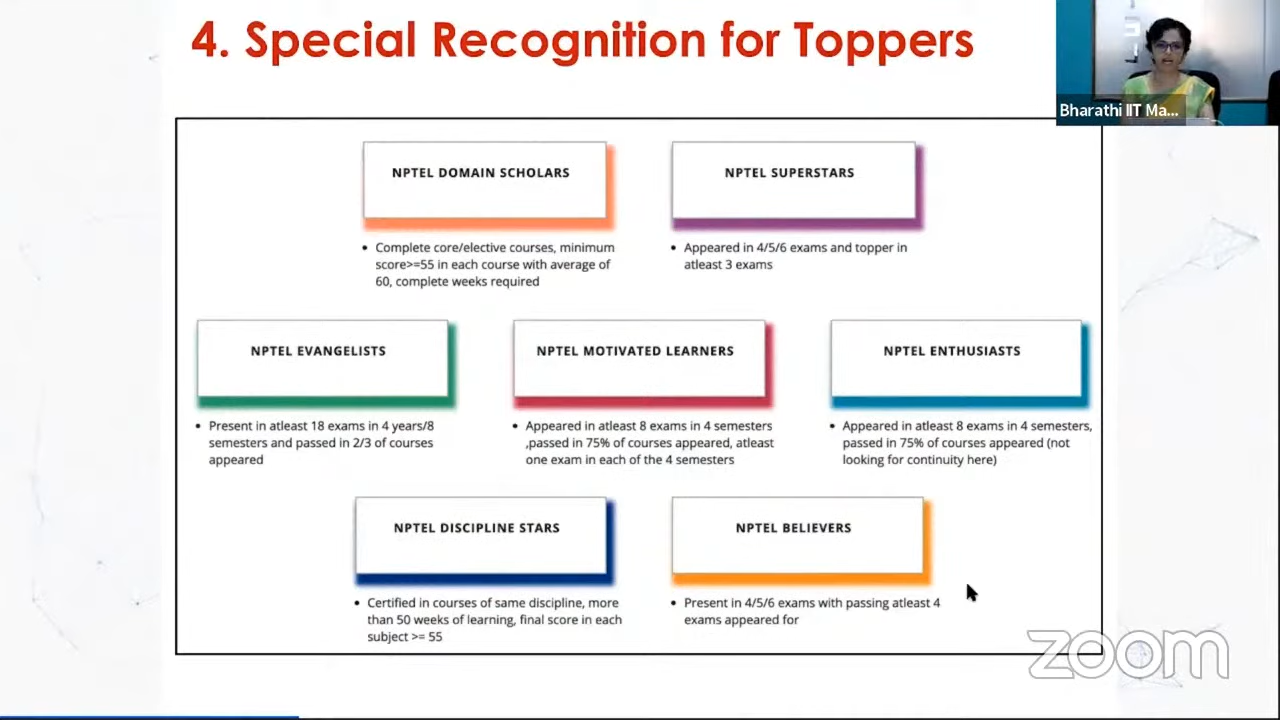 4. Special Recognition for Toppers
Bharathi IIT Ma...
NPTEL DOMAIN SCHOLARS
• Complete core/elective courses, minimum
score>=55 in each course with average of
60, complete weeks required
NPTEL SUPERSTARS
• Appeared in 4/5/6 exams and topper in
atleast 3 exams
NPTEL EVANGELISTS
• Present in atleast 18 exams in 4 years/8
semesters and passed in 2/3 of courses
appeared
NPTEL MOTIVATED LEARNERS
• Appeared in atleast 8 exams in 4 semesters
,passed in 75% of courses appeared, atleast
one exam in each of the 4 semesters
NPTEL ENTHUSIASTS
• Appeared in atleast 8 exams in 4 semesters,
passed in 75% of courses appeared (not
looking for continuity here)
NPTEL DISCIPLINE STARS
• Certified in courses of same discipline, more
than 50 weeks of learning, final score in each
subject >= 55
NPTEL BELIEVERS
• Present in 4/5/6 exams with passing atleast 4
exams appeared for
zoom